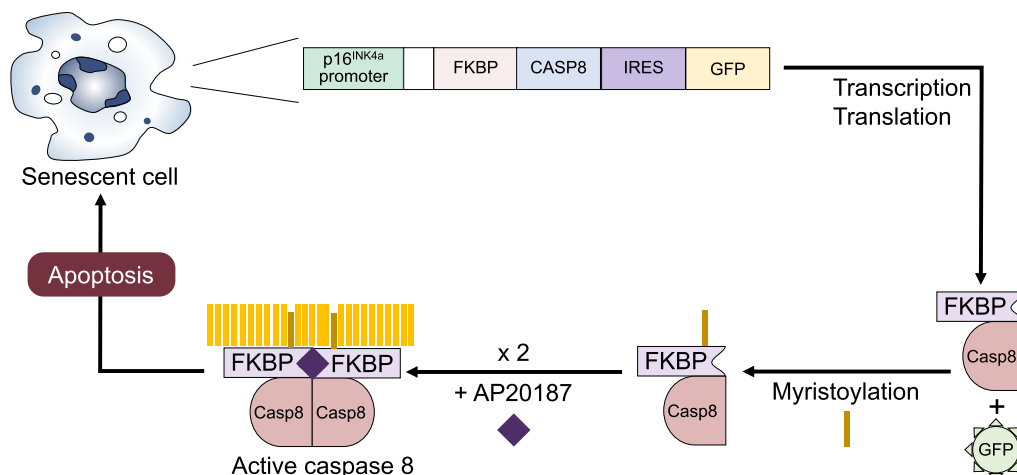 p16INK4a
promoter
FKBP
CASP8
IRES
GFP
Transcription
Translation
Senescent cell
Apoptosis
FKBP
Casp8
+
GFP
Myristoylation
FKBP
Casp8
x 2
+ AP20187
FKBP
FKBP
Casp8
Casp8
Active caspase 8